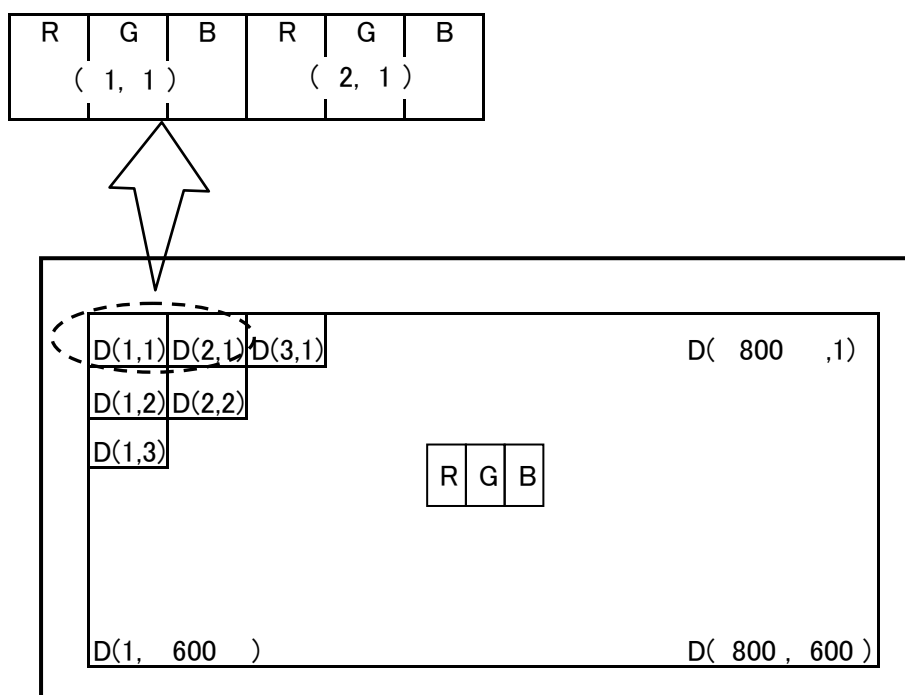 R G B R G B
( 1, 1 ) ( 2, 1 )
D(1,1) D(2,1) D(3,1) D( 800 ,1)
D(1,2) D(2,2)
D(1,3)
R G B
D(1, 600 ) D( 800 , 600 )